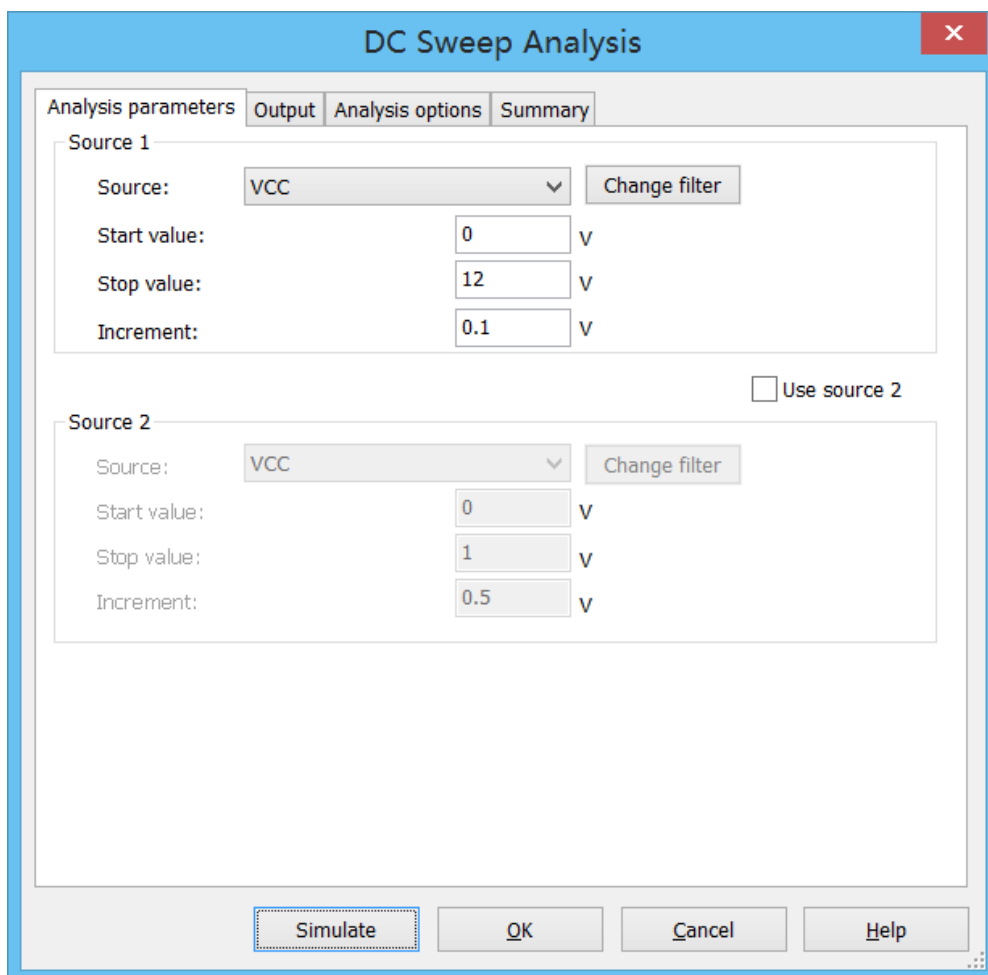 DC Sweep Analysis
Analysis parameters Output Analysis options Summary
Source 1
Source: VCC Change filter
Start value: 0 V
Stop value: 12 V
Increment: 0.1 V
Use source 2
Source 2
Source: VCC Change filter
Start value: 0 V
Stop value: 1 V
Increment: 0.5 V
Simulate OK Cancel Help